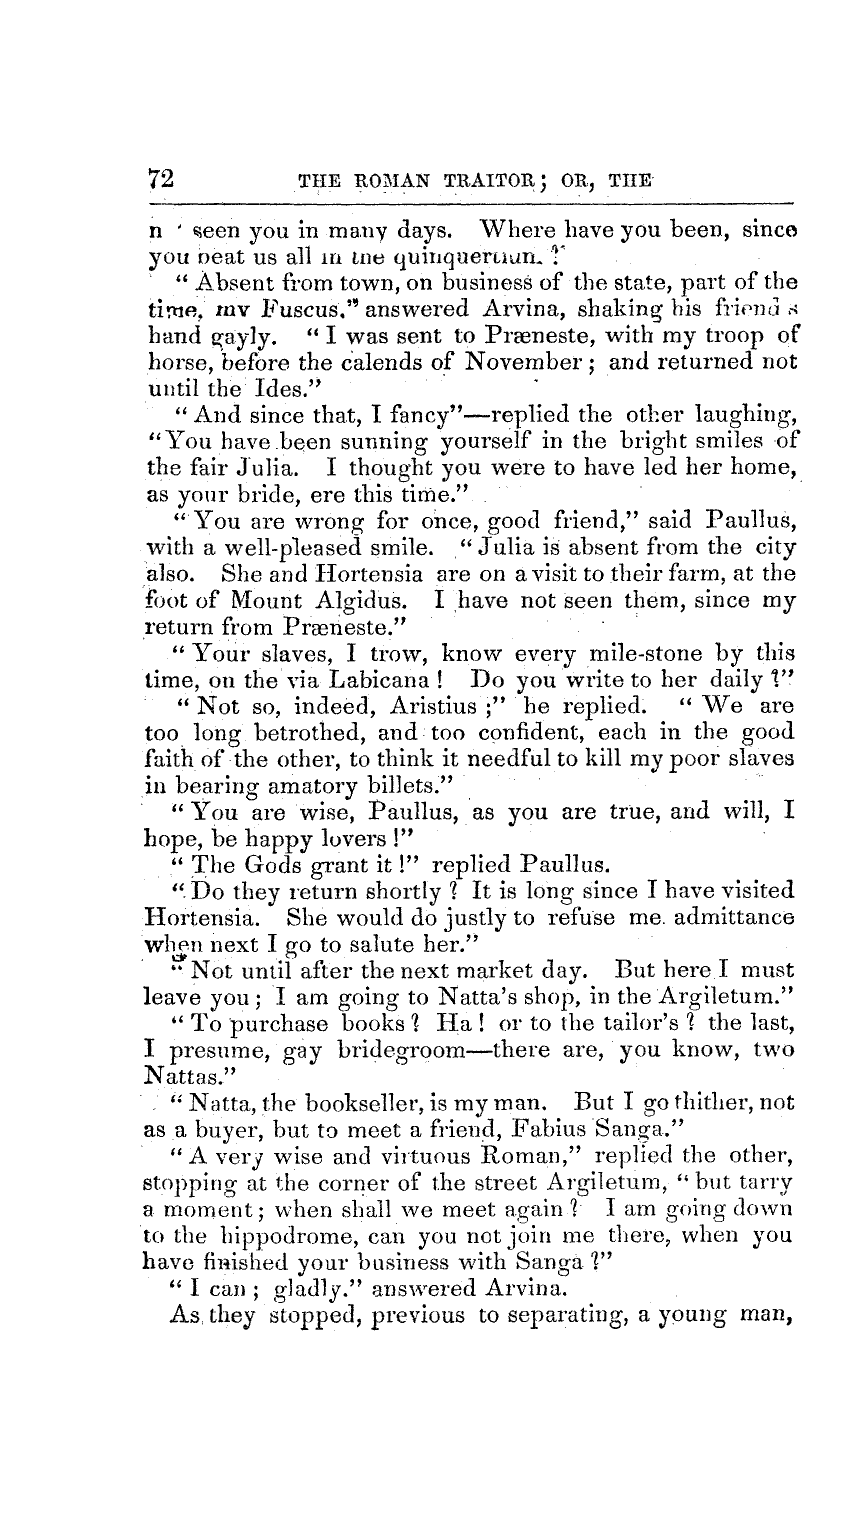 72 THE ROMAN TRAITOR; OR, THE
seen you in many days. Where have you been, since
you beat us all in the quinquertium?"
"Absent from town, on business of the state, part of the
time, my Fuscus," answered Arvina, shaking his friend s
hand gayly. "I was sent to Præneste, with my troop of
horse, before the calends of November; and returned not
until the Ides."
"And since that, I fancy"—replied the other laughing,
"You have been sunning yourself in the bright smiles of
the fair Julia. I thought you were to have led her home,
as your bride, ere this time."
"You are wrong for once, good friend," said Paullus,
with a well-pleased smile. "Julia is absent from the city
also. She and Hortensia are on a visit to their farm, at the
foot of Mount Algidus. I have not seen them, since my
return from Præneste."
"Your slaves, I trow, know every mile-stone by this
time, on the via Labicana! Do you write to her daily?"
"Not so, indeed, Aristius;" he replied. "We are
too long betrothed, and too confident, each in the good
faith of the other, to think it needful to kill my poor slaves
in bearing amatory billets."
"You are wise, Paullus, as you are true, and will, I
hope, be happy lovers!"
"The Gods grant it!" replied Paullus.
"Do they return shortly? It is long since I have visited
Hortensia. She would do justly to refuse me admittance
when next I go to salute her."
"Not until after the next market day. But here I must
leave you; I am going to Natta's shop, in the Argiletum."
"To purchase books? Ha! or to the tailor's? the last,
I presume, gay bridegroom—there are, you know, two
Nattas."
"Natta, the bookseller, is my man. But I go thither, not
as a buyer, but to meet a friend, Fabius Sanga."
"A very wise and virtuous Roman," replied the other,
stopping at the corner of the street Argiletum, "but tarry
a moment; when shall we meet again? I am going down
to the hippodrome, can you not join me there, when you
have finished your business with Sanga?"
"I can; gladly." answered Arvina.
As they stopped, previous to separating, a young man,